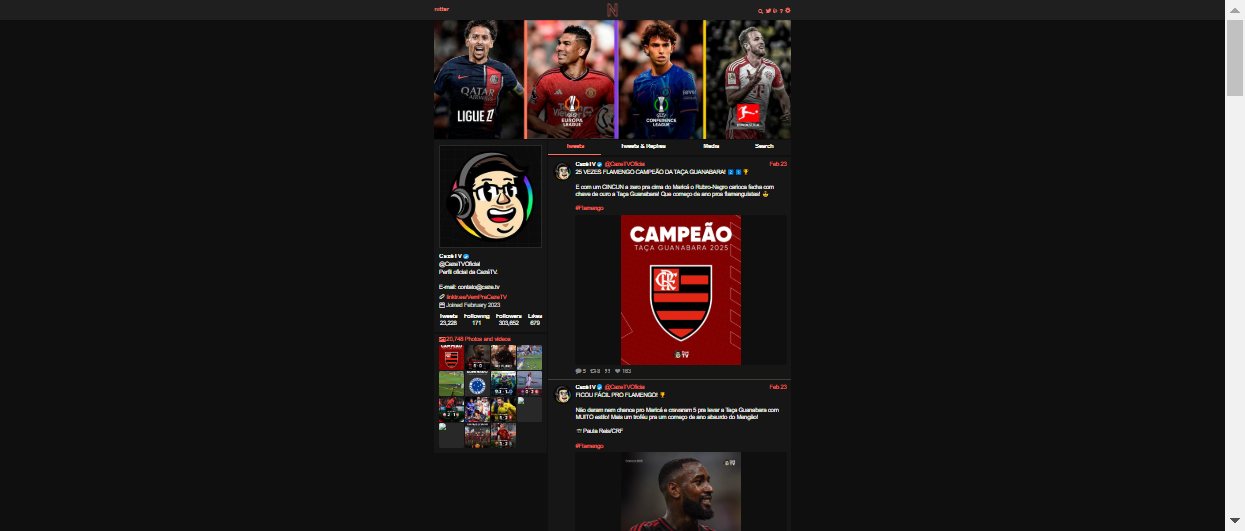 nitter
N
LIGUE 1
EUROPA
LEAGUE
CONFERENCE
LEAGUE
Tweets
Tweets & Replies
Media
Search
CazéTV
@CazeTVOficial
Perfil oficial da CazéTV.
E-mail: contato@caze.tv
linktr.ee/VemPraCazeTV
Joined February 2023
Tweets Following Followers Likes
23,226 171 303,652 679
20,748 Photos and videos
CazéTV @CazeTVOficial Feb 23
25 VEZES FLAMENGO CAMPEÃO DA TAÇA GUANABARA!
E com um CINCUN a zero pra cima do Maricá o Rubro-Negro carioca fecha com
chave de ouro a Taça Guanabara! Que começo de ano pros flamenguistas!
#Flamengo
CAMPEÃO
TAÇA GUANABARA 2025
CRF
163
CazéTV @CazeTVOficial Feb 23
FICOU FÁCIL PRO FLAMENGO!
Não deram nem chance pro Maricá e cravaram 5 pra levar a Taça Guanabara com
MUITO estilo! Mais um troféu pra um começo de ano absurdo do Mengão!
Paula Reis/CRF
#Flamengo